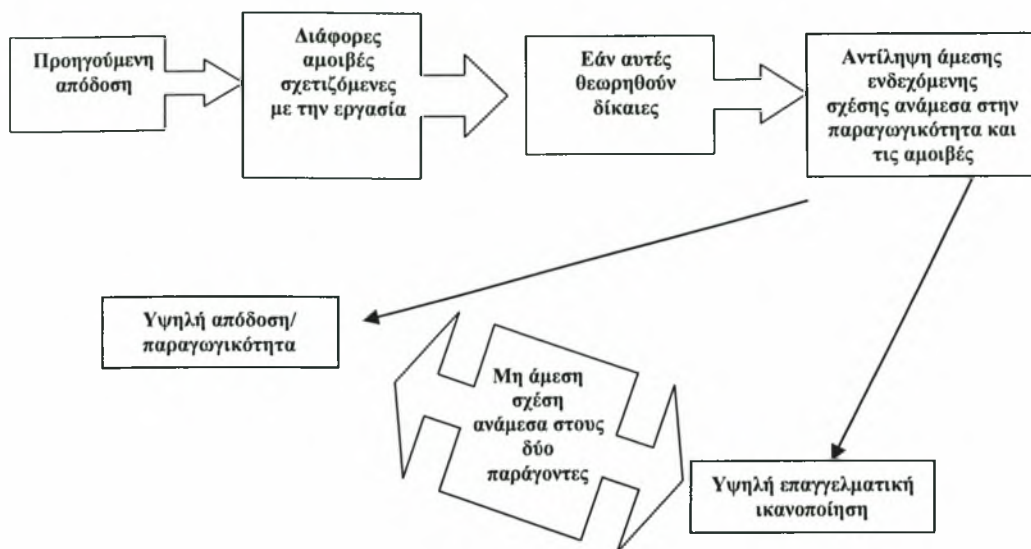 Προηγούμενη
απόδοση
Διάφορες
αμοιβές
σχετιζόμενες
με την εργασία
Εάν αυτές
θεωρηθούν
δίκαιες
Αντίληψη άμεσης
ενδεχόμενης
σχέσης ανάμεσα στην
παραγωγικότητα και
τις αμοιβές
Υψηλή απόδοση/
παραγωγικότητα
Μη άμεση
σχέση
ανάμεσα στους
δύο
παράγοντες
Υψηλή επαγγελματική
ικανοποίηση